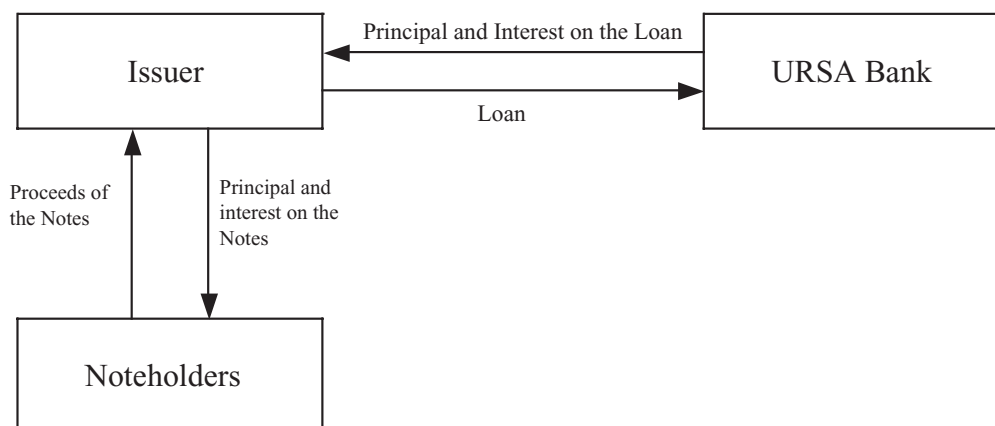 Principal and Interest on the Loan
Issuer
URSA Bank
Loan
Proceeds of
the Notes
Principal and
interest on the
Notes
Noteholders